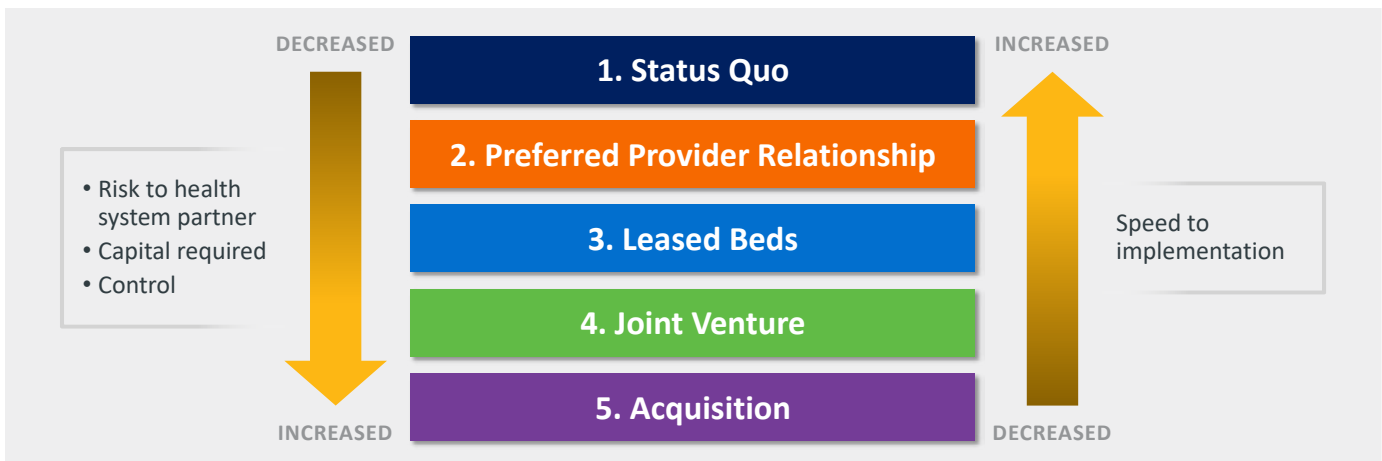 DECREASED
INCREASED
1. Status Quo
2. Preferred Provider Relationship
3. Leased Beds
4. Joint Venture
5. Acquisition
• Risk to health
system partner
• Capital required
• Control
Speed to
implementation
INCREASED
DECREASED